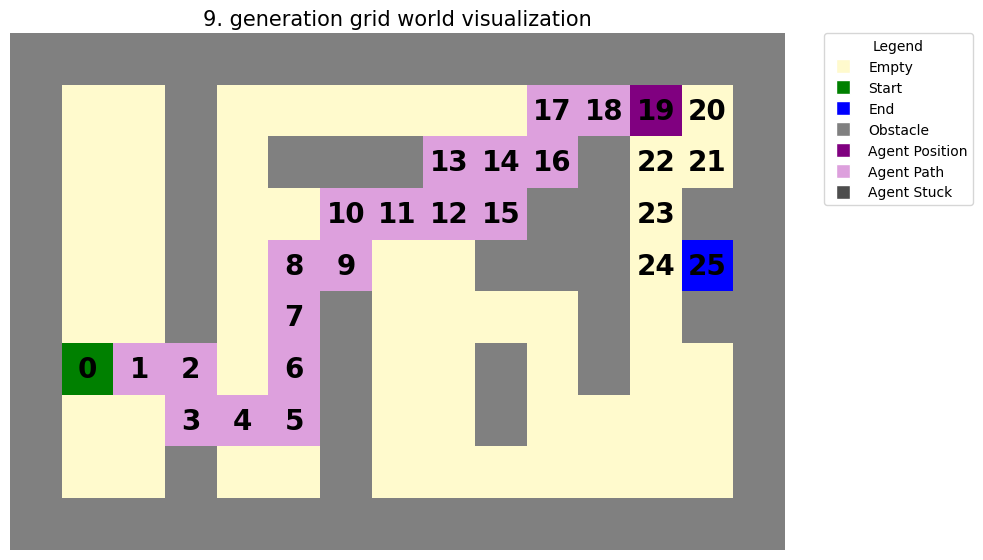 9. generation grid world visualization
17 18 19 20
13 14 16 22 21
10 11 12 15 23
8 9 24 25
7
0 1 2 6
3 4 5
Legend
Empty
Start
End
Obstacle
Agent Position
Agent Path
Agent Stuck